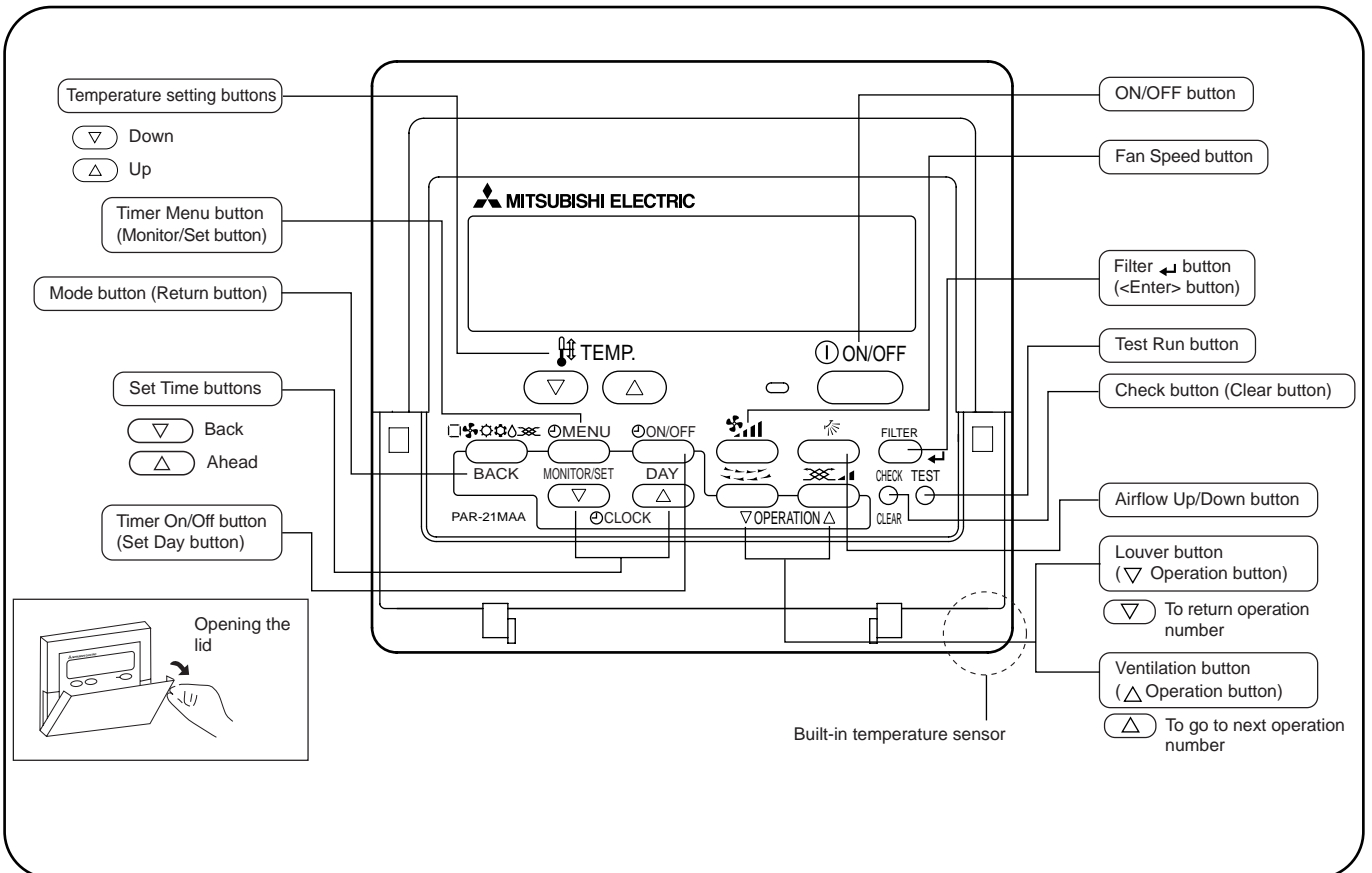 Temperature setting buttons
▽ Down
△ Up
Timer Menu button
(Monitor/Set button)
Mode button (Return button)
Set Time buttons
▽ Back
△ Ahead
Timer On/Off button
(Set Day button)
Opening the
lid
MITSUBISHI ELECTRIC
TEMP.
ON/OFF
▽ △
MENU
ON/OFF
FILTER
BACK
MONITOR/SET
DAY
CHECK TEST
▽ △
PAR-21MAA
CLOCK
▽ OPERATION △
CLEAR
ON/OFF button
Fan Speed button
Filter ↵ button
(<Enter> button)
Test Run button
Check button (Clear button)
Airflow Up/Down button
Louver button
(▽ Operation button)
▽ To return operation
number
Ventilation button
(△ Operation button)
△ To go to next operation
number
Built-in temperature sensor